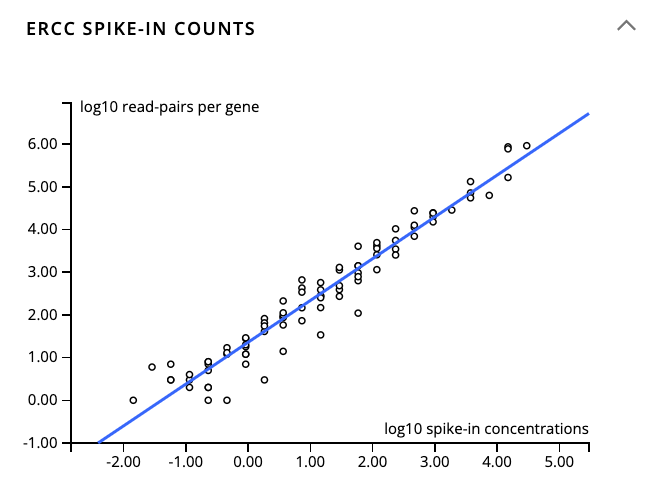 ERCC SPIKE-IN COUNTS
log10 read-pairs per gene
6.00
5.00
4.00
3.00
2.00
1.00
0.00
-1.00
log10 spike-in concentrations
-2.00 -1.00 0.00 1.00 2.00 3.00 4.00 5.00